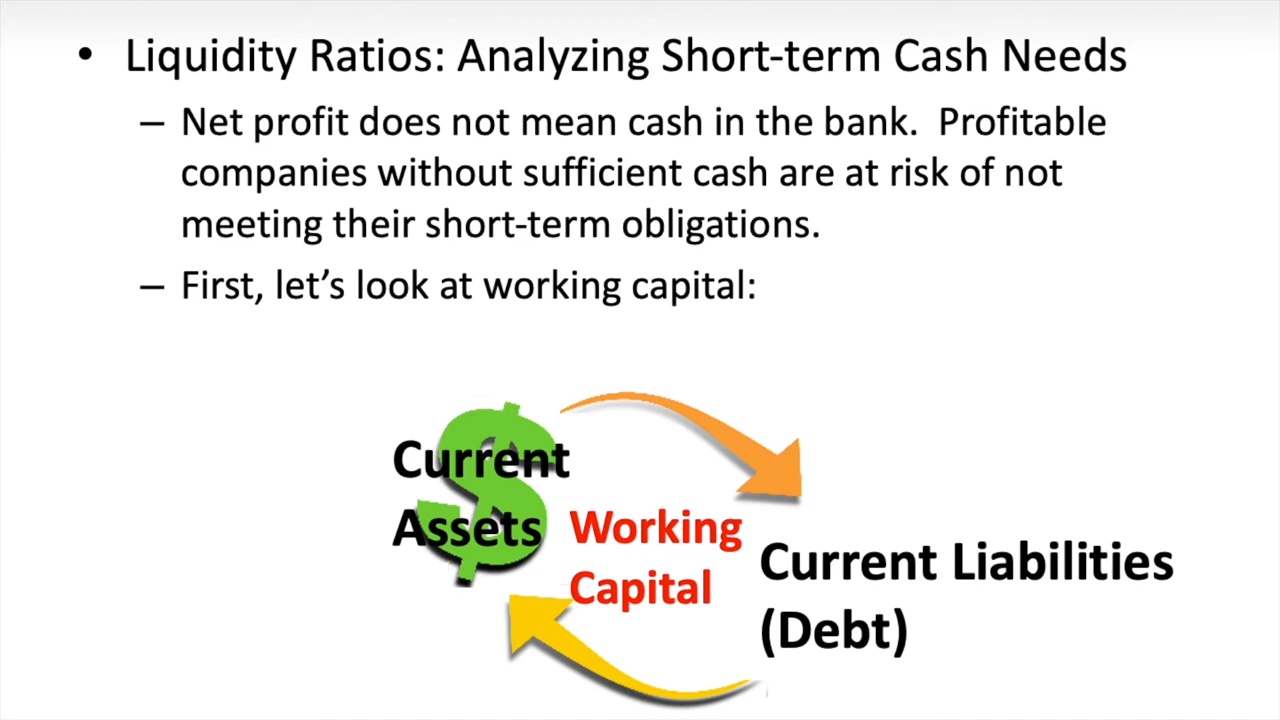 • Liquidity Ratios: Analyzing Short-term Cash Needs
– Net profit does not mean cash in the bank.  Profitable
companies without sufficient cash are at risk of not
meeting their short-term obligations.
– First, let’s look at working capital:
$
Current
Assets
Working
Capital
Current Liabilities
(Debt)